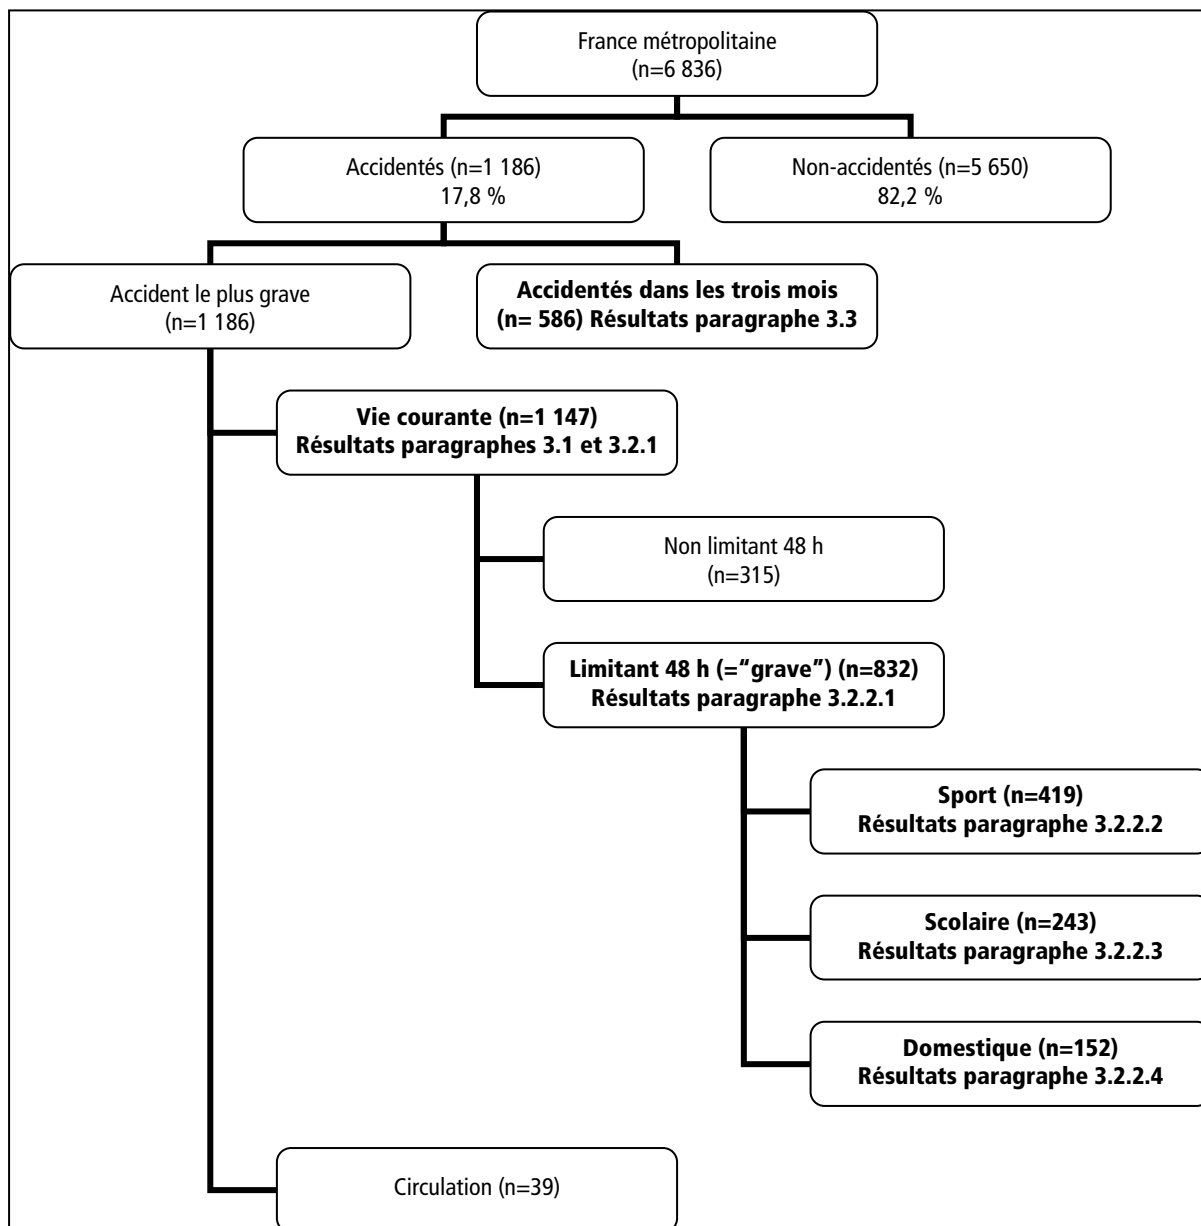 France métropolitaine
(n=6 836)
Accidentés (n=1 186)
17,8 %
Non-accidentés (n=5 650)
82,2 %
Accident le plus grave
(n=1 186)
Accidentés dans les trois mois
(n= 586) Résultats paragraphe 3.3
Vie courante (n=1 147)
Résultats paragraphes 3.1 et 3.2.1
Non limitant 48 h
(n=315)
Limitant 48 h (=“grave”) (n=832)
Résultats paragraphe 3.2.2.1
Sport (n=419)
Résultats paragraphe 3.2.2.2
Scolaire (n=243)
Résultats paragraphe 3.2.2.3
Domestique (n=152)
Résultats paragraphe 3.2.2.4
Circulation (n=39)